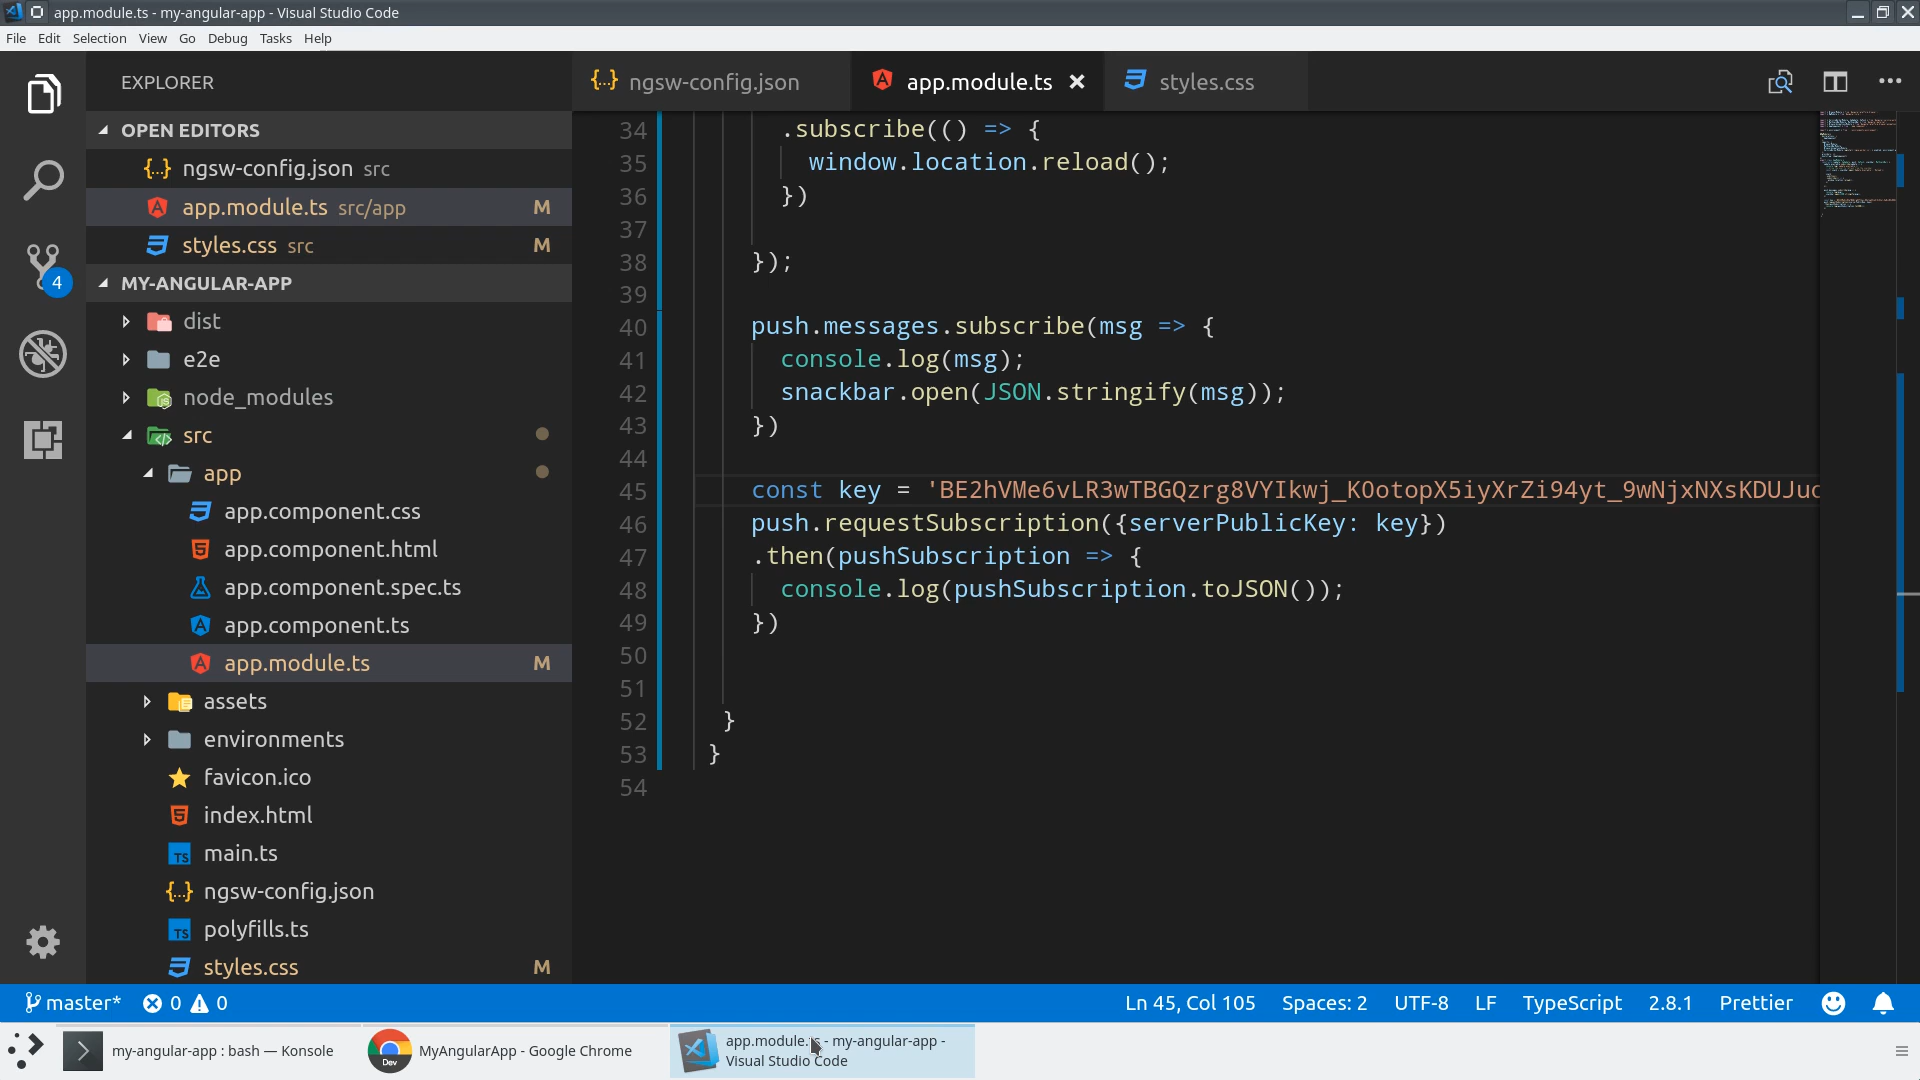 app.module.ts - my-angular-app - Visual Studio Code
File Edit Selection View Go Debug Tasks Help
EXPLORER
ngsw-config.json
app.module.ts
styles.css
OPEN EDITORS
ngsw-config.json src
app.module.ts src/app M
styles.css src M
4
MY-ANGULAR-APP
dist
e2e
node_modules
src
app
app.component.css
app.component.html
app.component.spec.ts
app.component.ts
app.module.ts M
assets
environments
favicon.ico
index.html
main.ts
ngsw-config.json
polyfills.ts
styles.css M
34 .subscribe(() => {
35 window.location.reload();
36 })
37
38 });
39
40 push.messages.subscribe(msg => {
41 console.log(msg);
42 snackbar.open(JSON.stringify(msg));
43 })
44
45 const key = 'BE2hVMe6vLR3wTBGQzrg8VYIkwj_KOotopX5iyXrZi94yt_9wNjxNXsKDUJuc
46 push.requestSubscription({serverPublicKey: key})
47 .then(pushSubscription => {
48 console.log(pushSubscription.toJSON());
49 })
50
51
52 }
53 }
54
master* 0 0 Ln 45, Col 105 Spaces: 2 UTF-8 LF TypeScript 2.8.1 Prettier
my-angular-app : bash — Konsole
Dev
MyAngularApp - Google Chrome
app.module.ts - my-angular-app -
Visual Studio Code